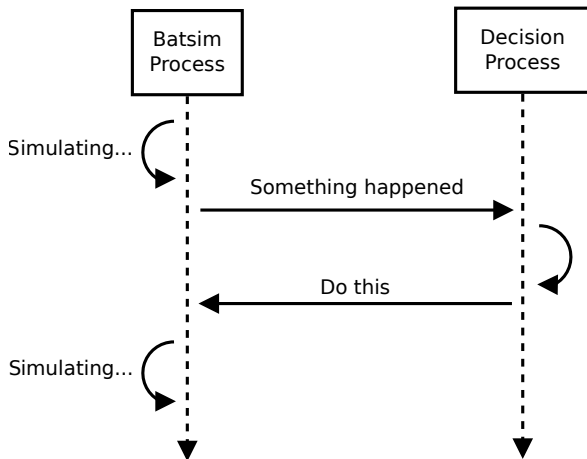 Batsim
Process
Decision
Process
Simulating...
Something happened
Do this
Simulating...